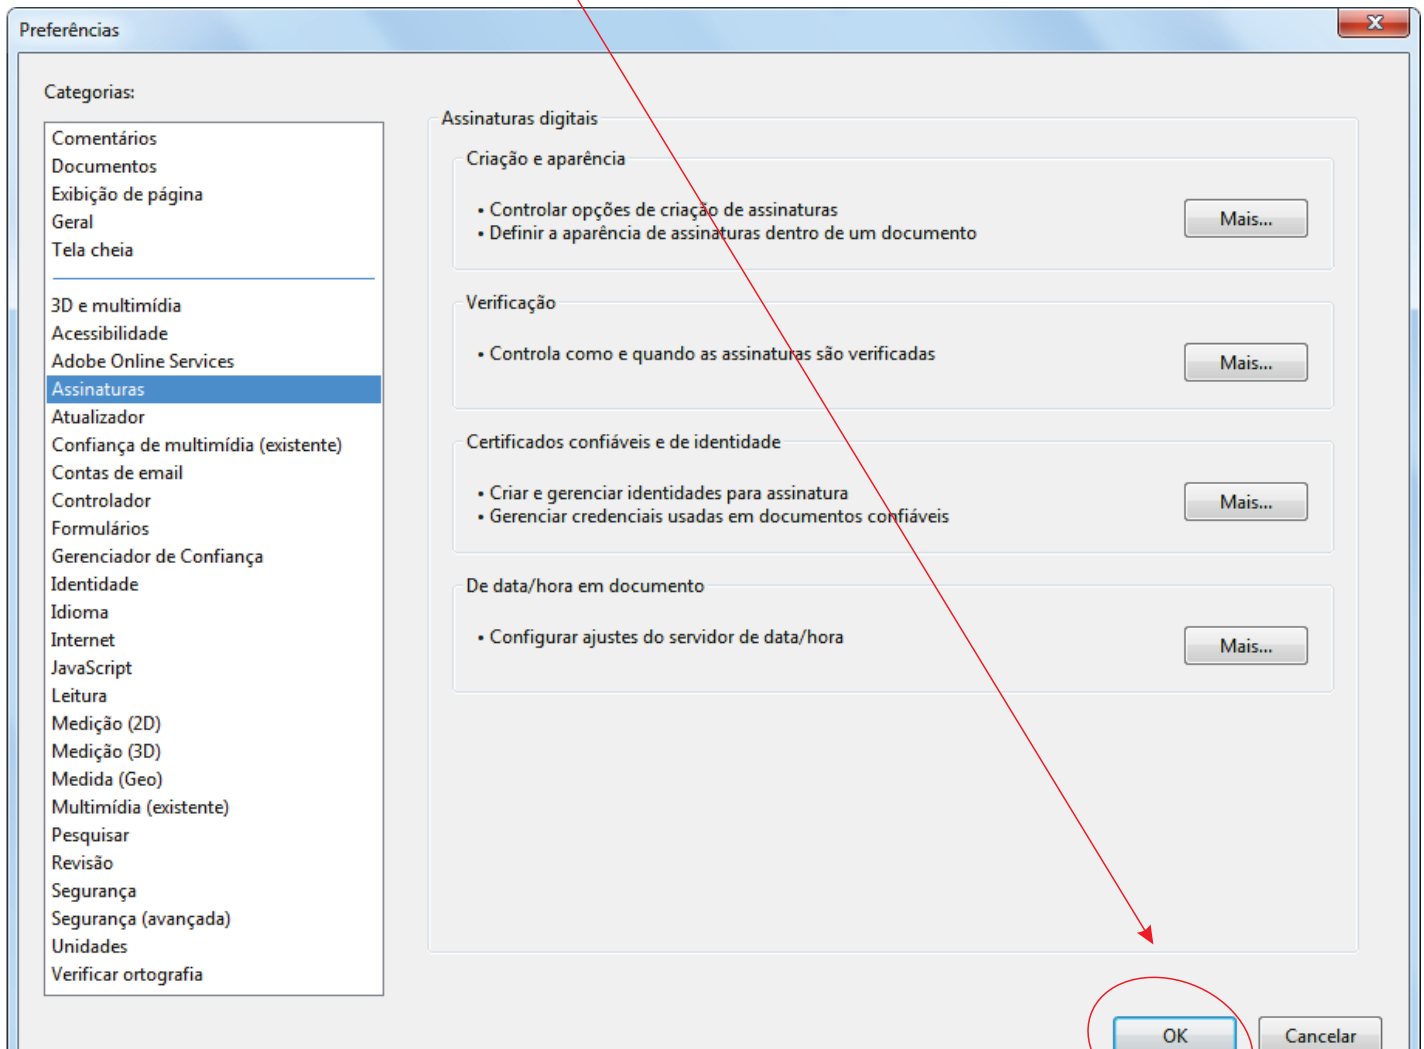 Preferências
Categorias:
Comentários
Documentos
Exibição de página
Geral
Tela cheia
3D e multimídia
Acessibilidade
Adobe Online Services
Assinaturas
Atualizador
Confiança de multimídia (existente)
Contas de email
Controlador
Formulários
Gerenciador de Confiança
Identidade
Idioma
Internet
JavaScript
Leitura
Medição (2D)
Medição (3D)
Medida (Geo)
Multimídia (existente)
Pesquisar
Revisão
Segurança
Segurança (avançada)
Unidades
Verificar ortografia
Assinaturas digitais
Criação e aparência
• Controlar opções de criação de assinaturas
• Definir a aparência de assinaturas dentro de um documento
Mais...
Verificação
• Controla como e quando as assinaturas são verificadas
Mais...
Certificados confiáveis e de identidade
• Criar e gerenciar identidades para assinatura
• Gerenciar credenciais usadas em documentos confiáveis
Mais...
De data/hora em documento
• Configurar ajustes do servidor de data/hora
Mais...
OK
Cancelar